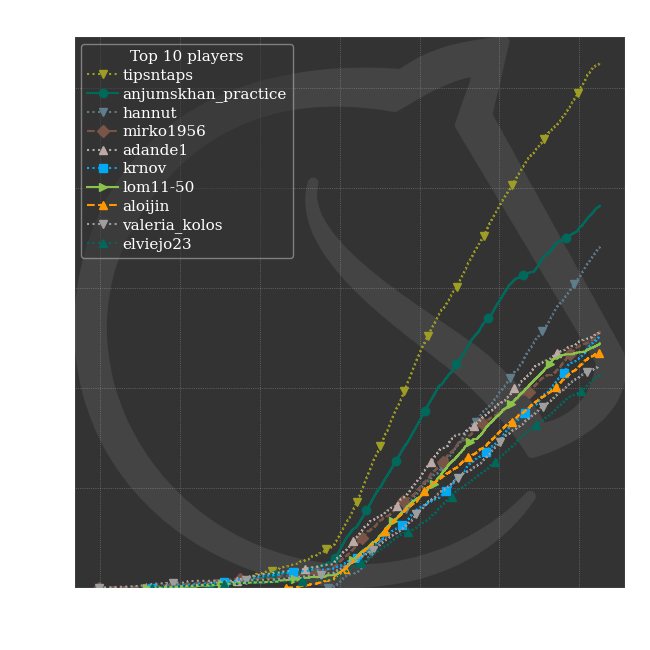 Top 10 players
tipsntaps
anjumskhan_practice
hannut
mirko1956
adande1
krnov
lom11-50
aloijin
valeria_kolos
elviejo23